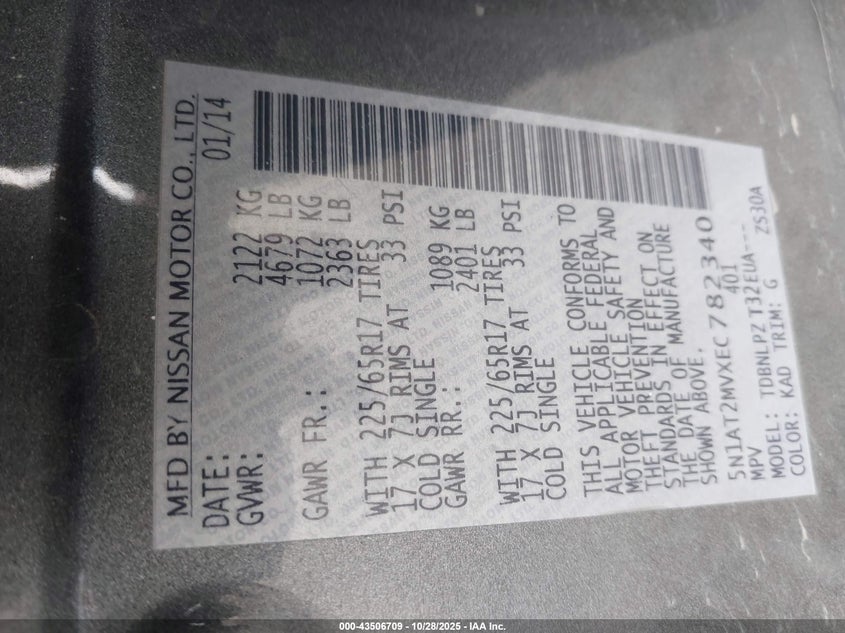 MFD BY NISSAN MOTOR CO., LTD.
DATE: 01/14
GVWR: 2122 KG
4679 LB
GAWR FR.: 1072 KG
2363 LB
WITH 225/65R17 TIRES
17 X 7J RIMS AT 33 PSI
COLD SINGLE
GAWR RR.: 1089 KG
2401 LB
WITH 225/65R17 TIRES
17 X 7J RIMS AT 33 PSI
COLD SINGLE
THIS VEHICLE CONFORMS TO
ALL APPLICABLE FEDERAL
MOTOR VEHICLE SAFETY AND
THEFT PREVENTION
STANDARDS IN EFFECT ON
THE DATE OF MANUFACTURE
SHOWN ABOVE.
5N1AT2MVXEC782340
MPV 401
MODEL: TDBNLPZ T32EUA---
COLOR: KAD TRIM: G ZS30A
000-43506709 - 10/28/2025 - IAA Inc.